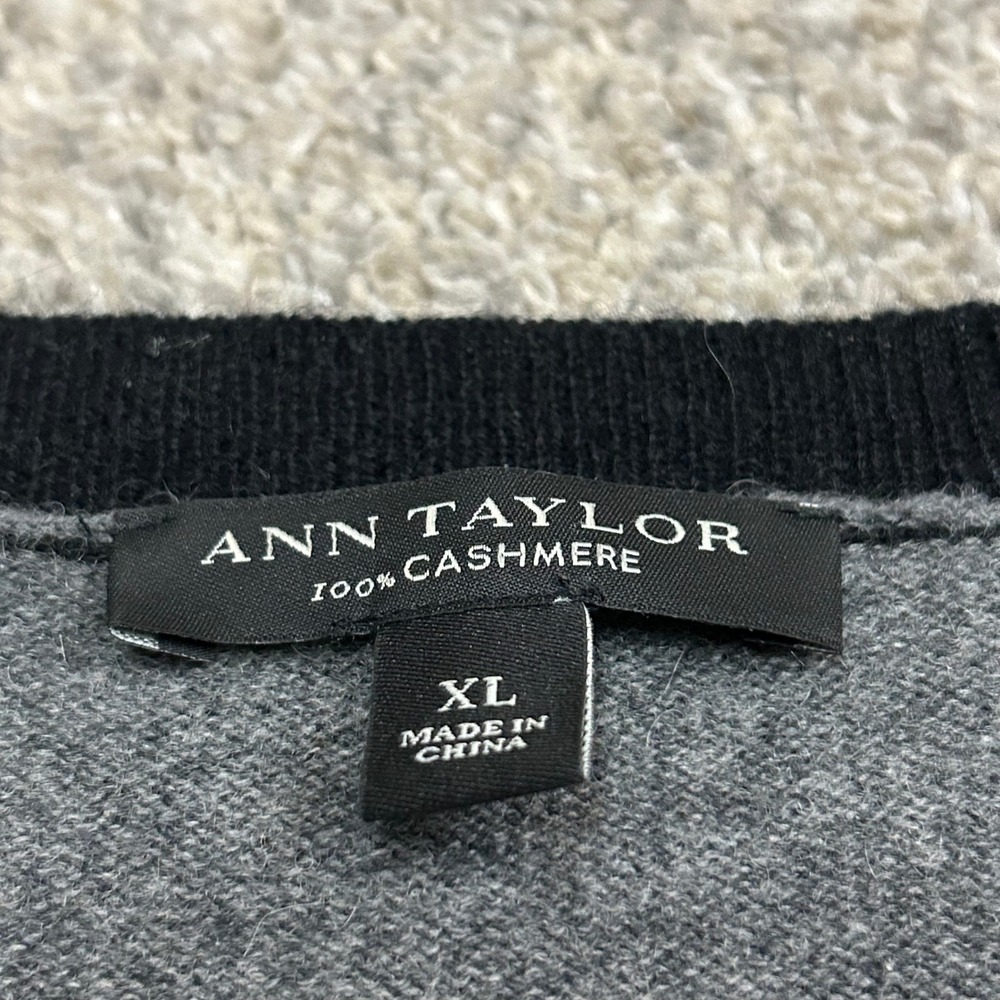 ANN TAYLOR
100% CASHMERE
XL
MADE IN
CHINA